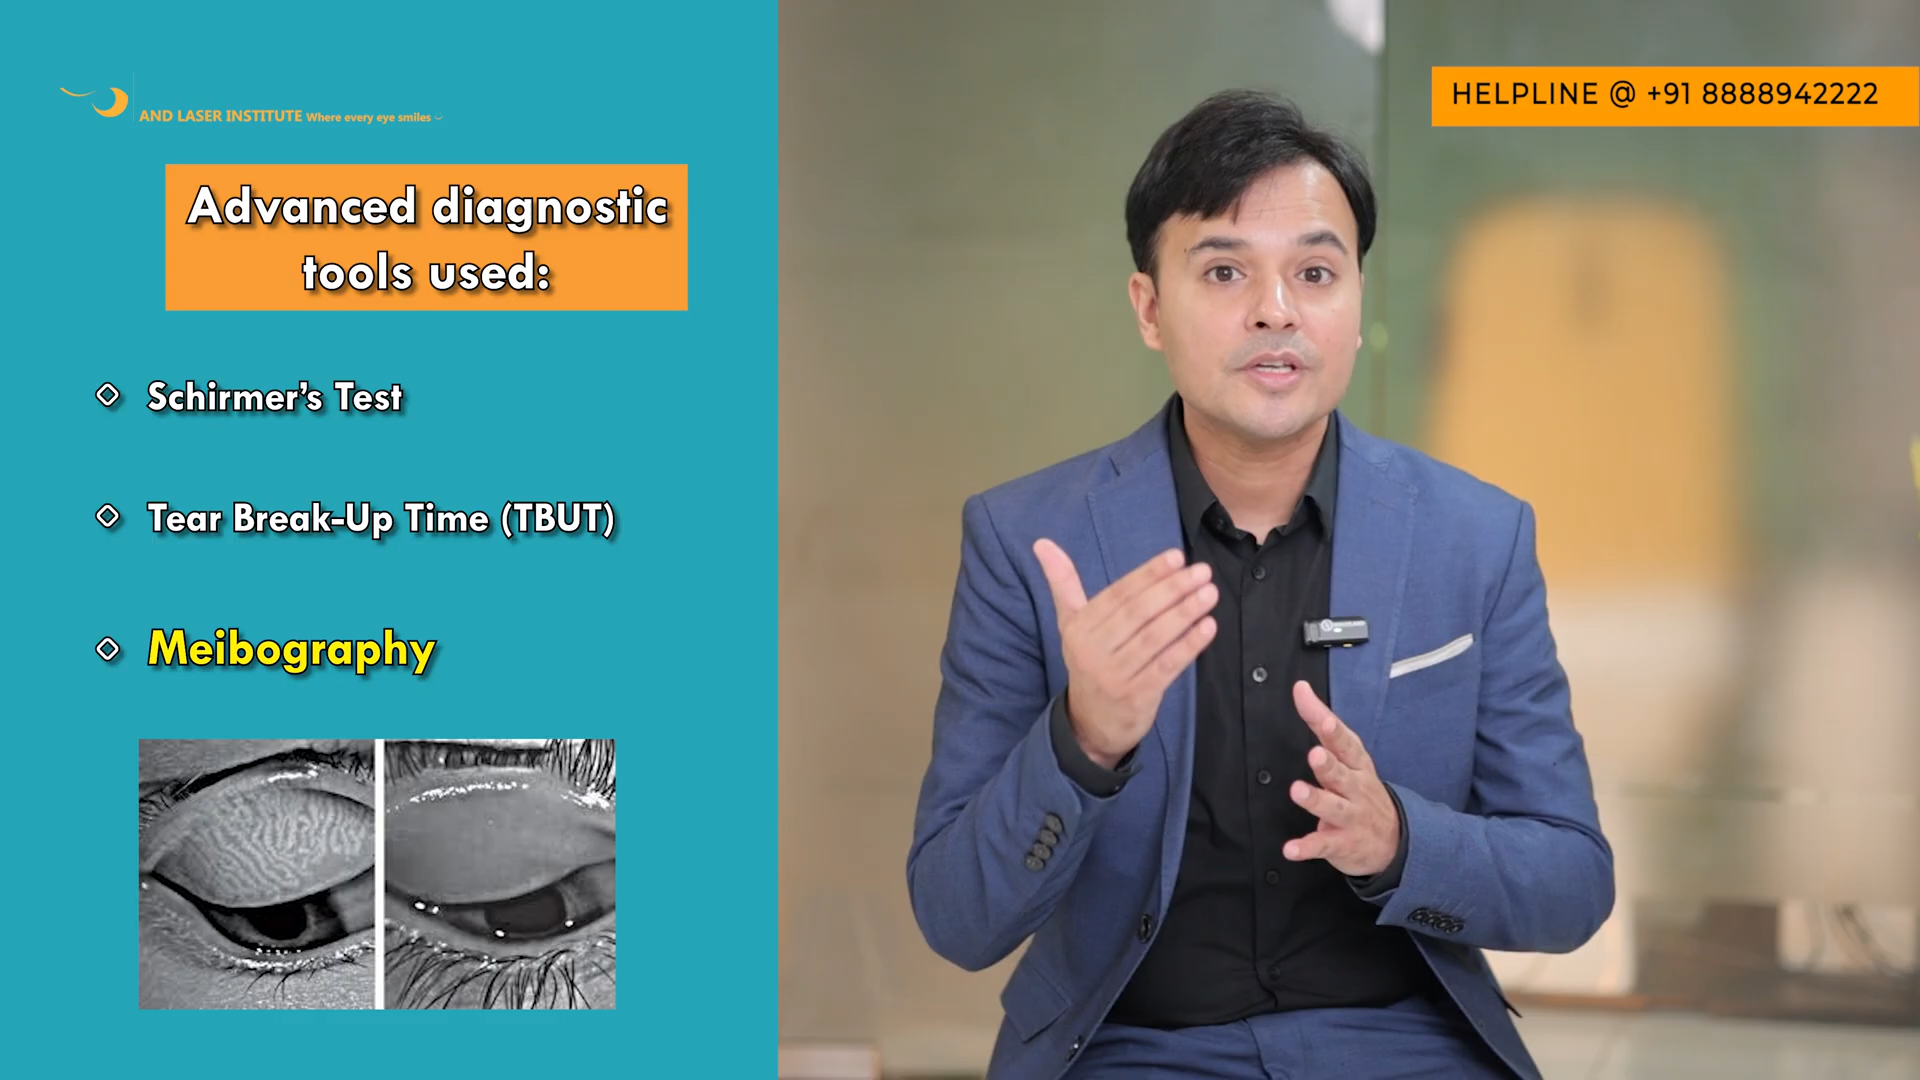 AND LASER INSTITUTE Where every eye smiles
HELPLINE @ +91 8888942222
Advanced diagnostic
tools used:
Schirmer's Test
Tear Break-Up Time (TBUT)
Meibography